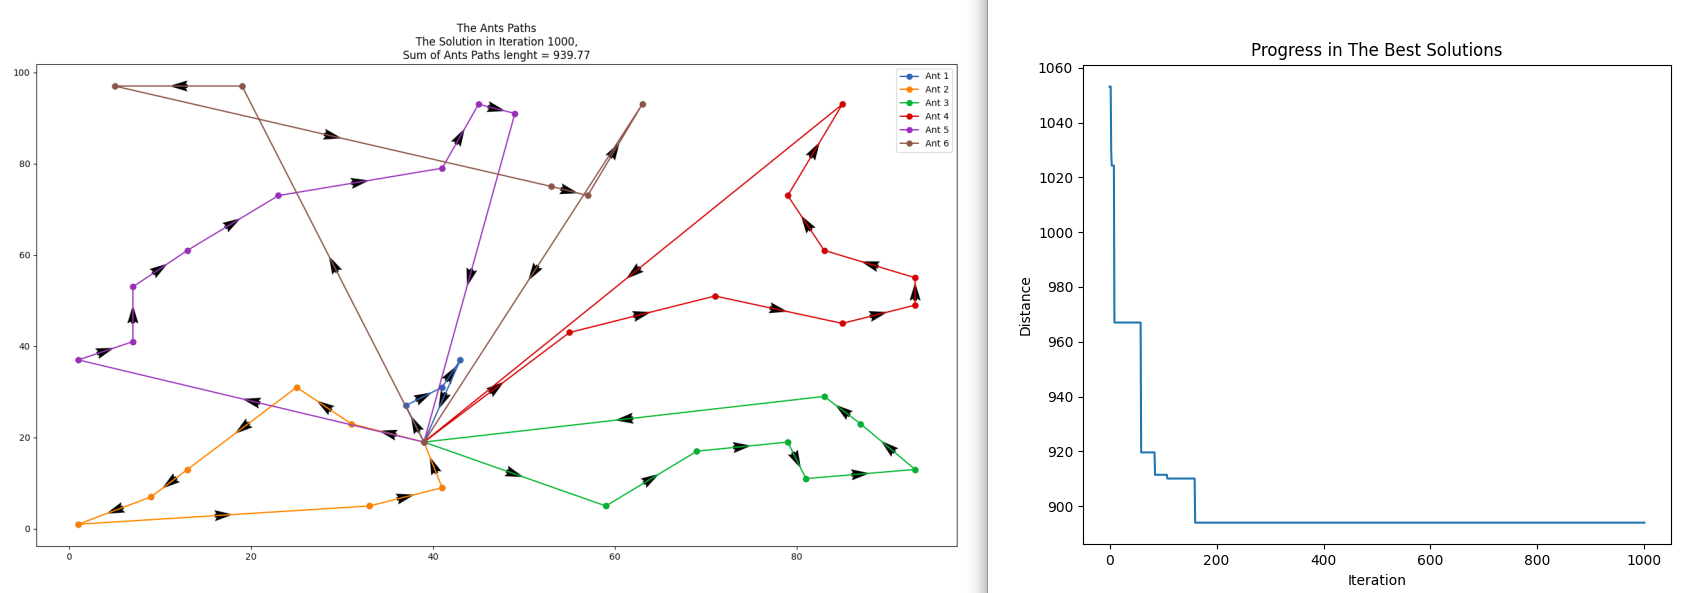 The Ants Paths
The Solution in Iteration 1000,
Sum of Ants Paths lenght = 939.77
100
80
60
40
20
0
0
20
40
60
80
Ant 1
Ant 2
Ant 3
Ant 4
Ant 5
Ant 6
Progress in The Best Solutions
1060
1040
1020
1000
980
960
940
920
900
Distance
0
200
400
600
800
1000
Iteration